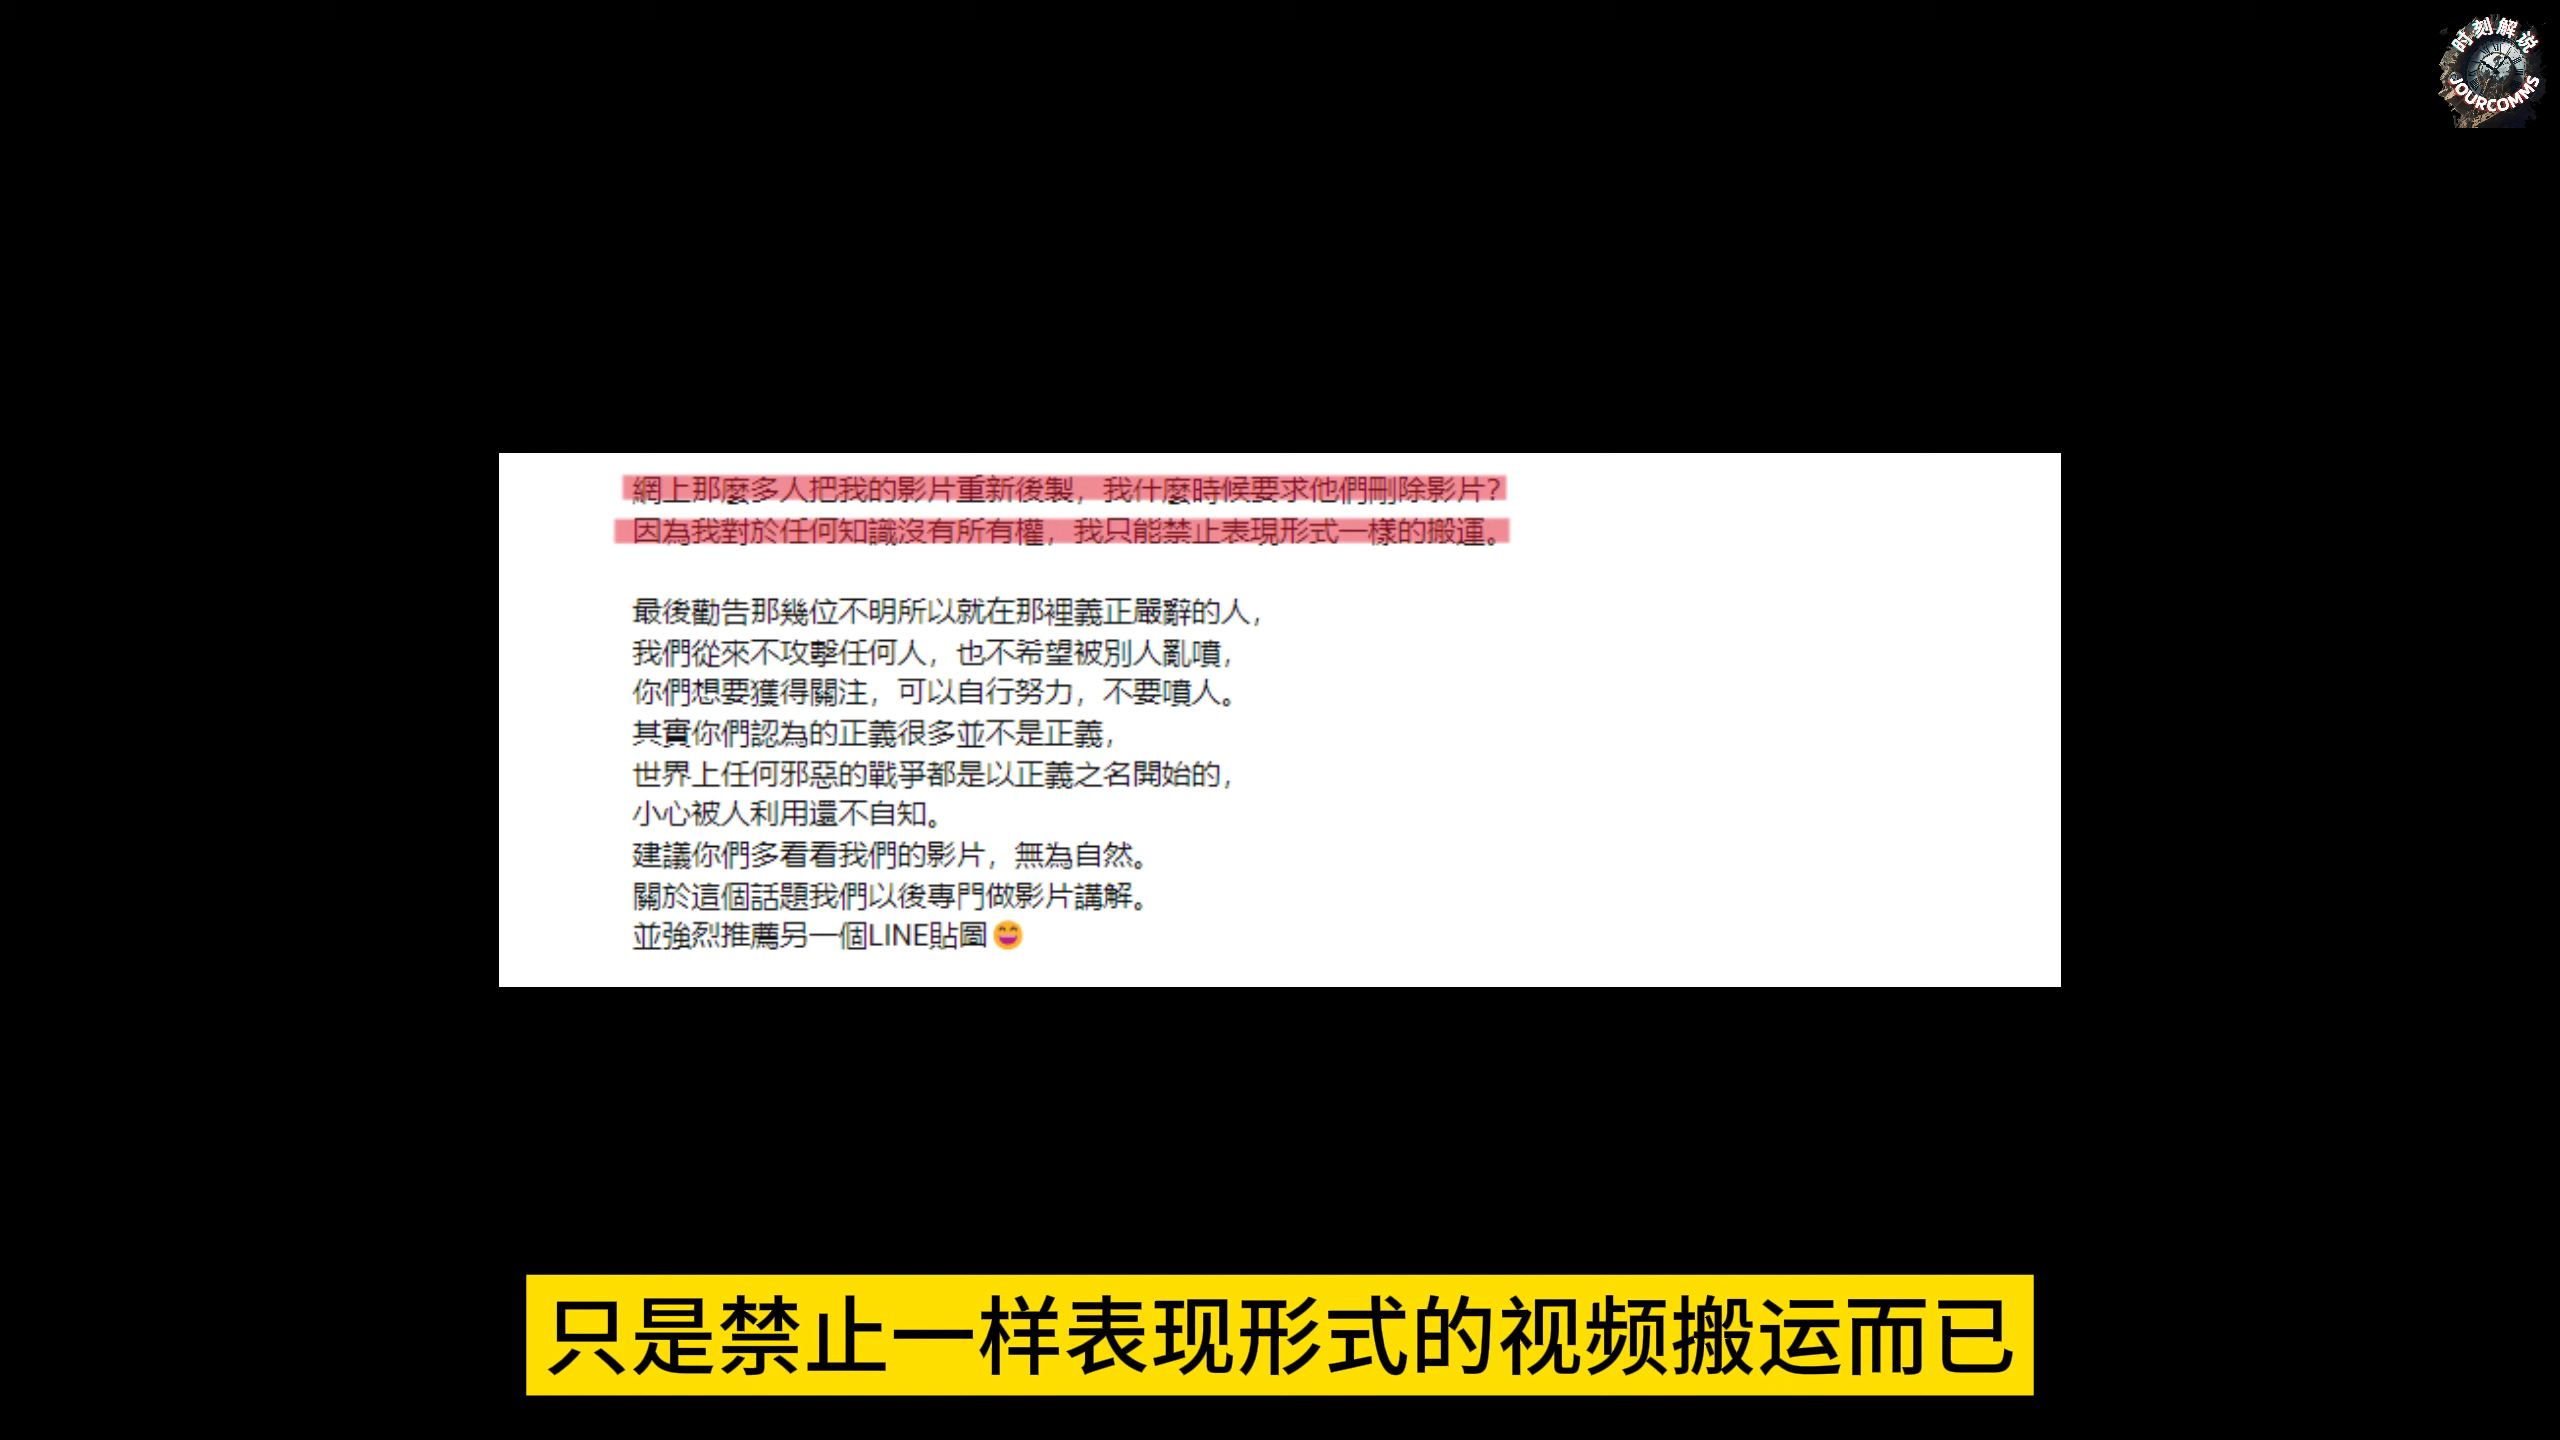 时刻解说
JOURCOMMS
網上那麼多人把我的影片重新後製，我什麼時候要求他們刪除影片？
因為我對於任何知識沒有所有權，我只能禁止表現形式一樣的搬運。
最後勸告那幾位不明所以就在那裡義正嚴辭的人，
我們從來不攻擊任何人，也不希望被別人亂噴，
你們想要獲得關注，可以自行努力，不要噴人。
其實你們認為的正義很多並不是正義，
世界上任何邪惡的戰爭都是以正義之名開始的，
小心被人利用還不自知。
建議你們多看看我們的影片，無為自然。
關於這個話題我們以後專門做影片講解。
並強烈推薦另一個LINE貼圖😄
只是禁止一样表现形式的视频搬运而已